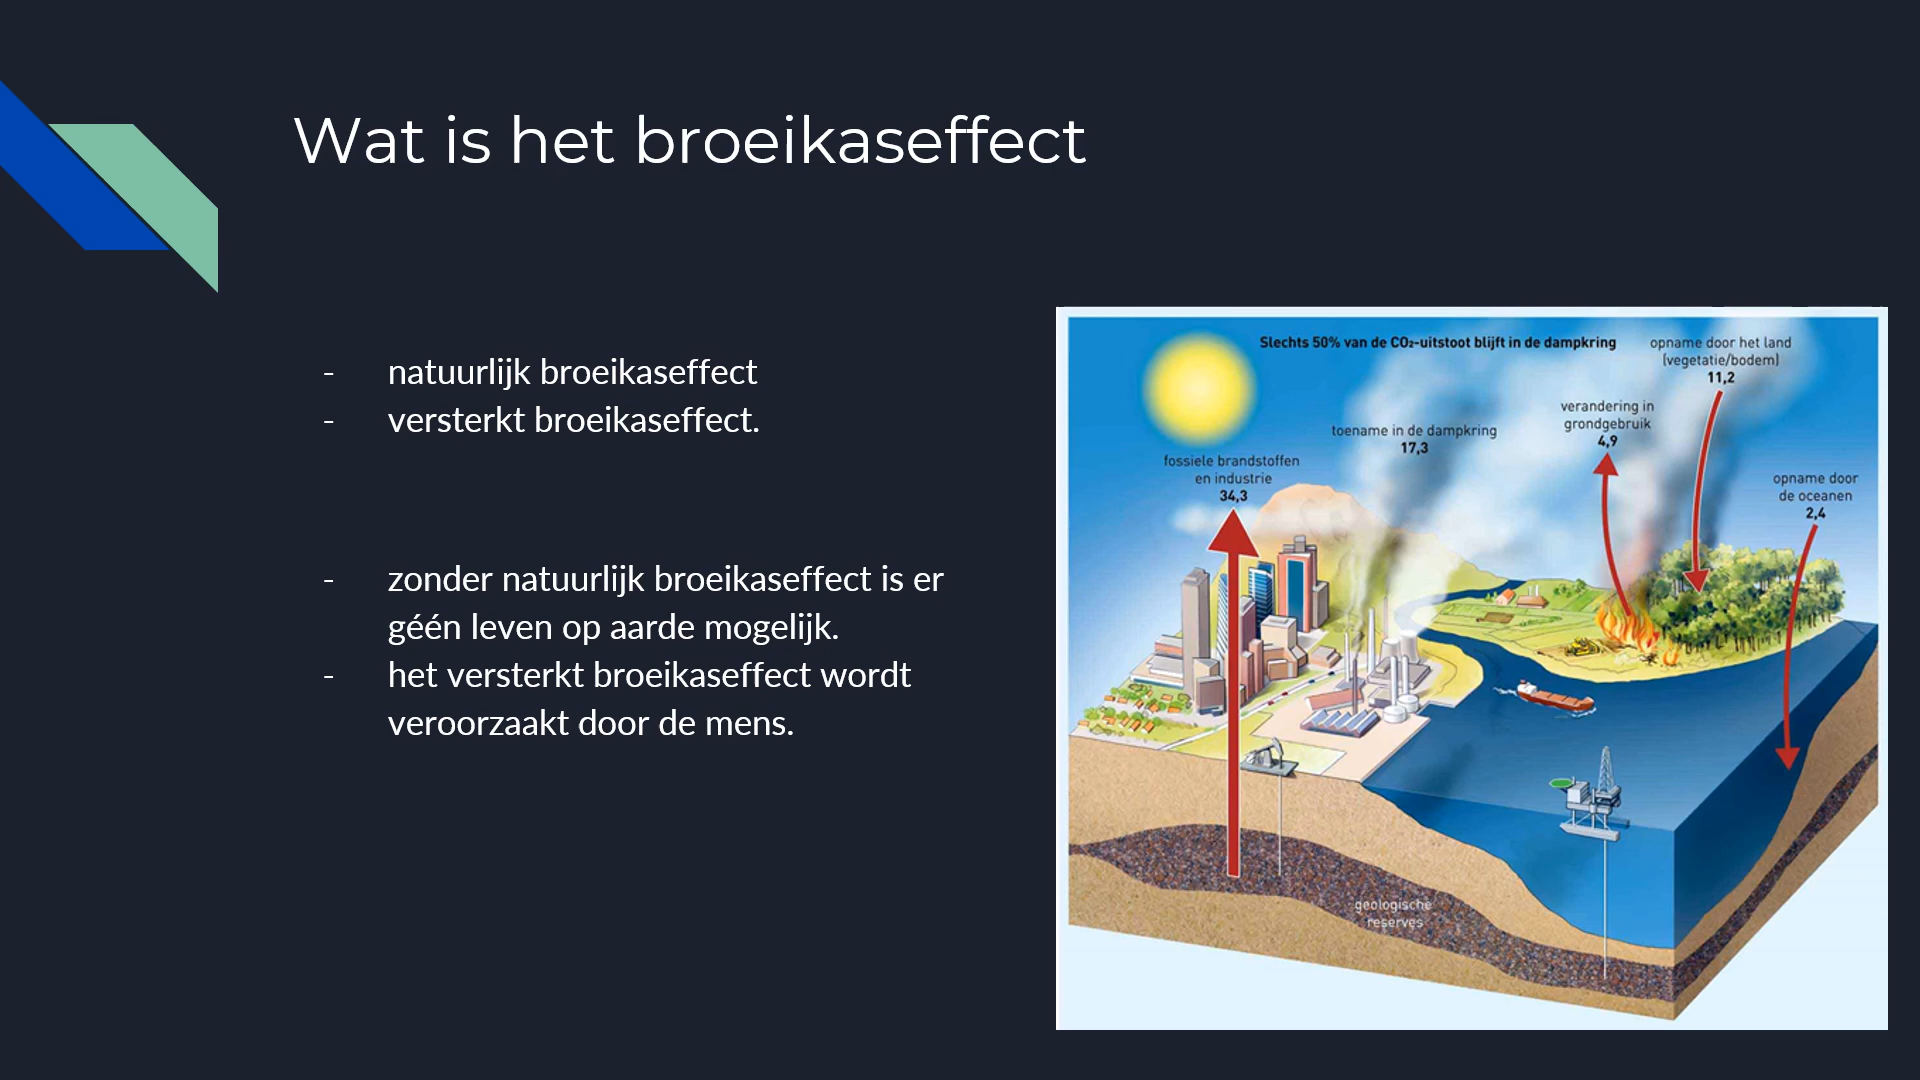 Wat is het broeikaseffect
- natuurlijk broeikaseffect
- versterkt broeikaseffect.
- zonder natuurlijk broeikaseffect is er
géén leven op aarde mogelijk.
- het versterkt broeikaseffect wordt
veroorzaakt door de mens.
Slechts 50% van de CO₂-uitstoot blijft in de dampkring
opname door het land
(vegetatie/bodem)
11,2
verandering in
grondgebruik
4,9
toename in de dampkring
17,3
fossiele brandstoffen
en industrie
34,3
opname door
de oceanen
2,4
geologische
reserves